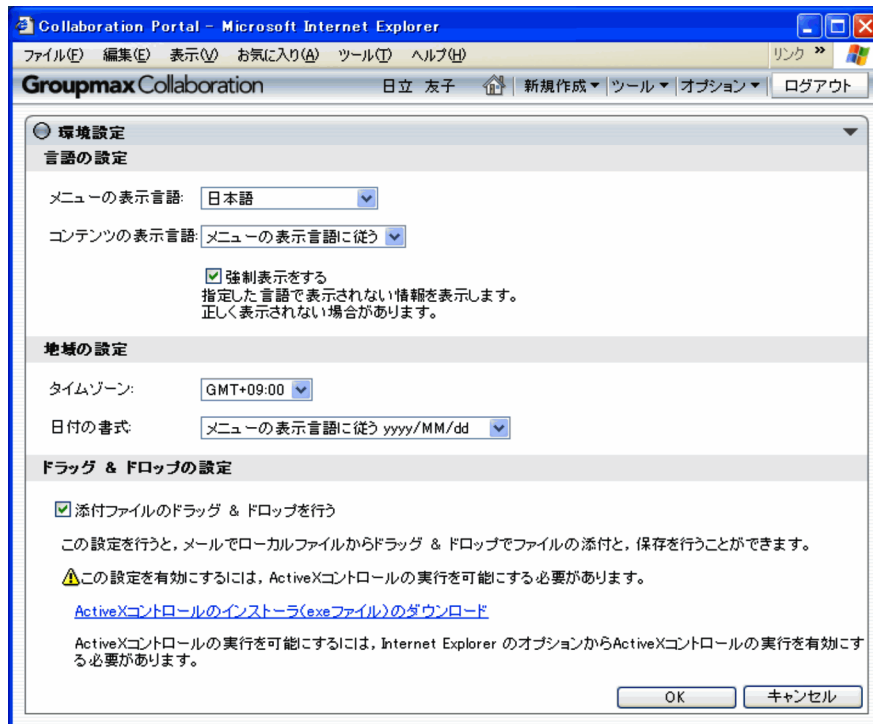 Collaboration Portal - Microsoft Internet Explorer
ファイル(F) 編集(E) 表示(V) お気に入り(A) ツール(T) ヘルプ(H) リンク »
Groupmax Collaboration 日立 友子 新規作成▼ ツール▼ オプション▼ ログアウト
環境設定
言語の設定
メニューの表示言語: 日本語
コンテンツの表示言語: メニューの表示言語に従う
強制表示をする
指定した言語で表示されない情報を表示します。
正しく表示されない場合があります。
地域の設定
タイムゾーン: GMT+09:00
日付の書式: メニューの表示言語に従う yyyy/MM/dd
ドラッグ & ドロップの設定
添付ファイルのドラッグ & ドロップを行う
この設定を行うと,メールでローカルファイルからドラッグ & ドロップでファイルの添付と,保存を行うことができます。
この設定を有効にするには,ActiveXコントロールの実行を可能にする必要があります。
ActiveXコントロールのインストーラ(exeファイル)のダウンロード
ActiveXコントロールの実行を可能にするには,Internet Explorer のオプションからActiveXコントロールの実行を有効にす
る必要があります。
OK キャンセル